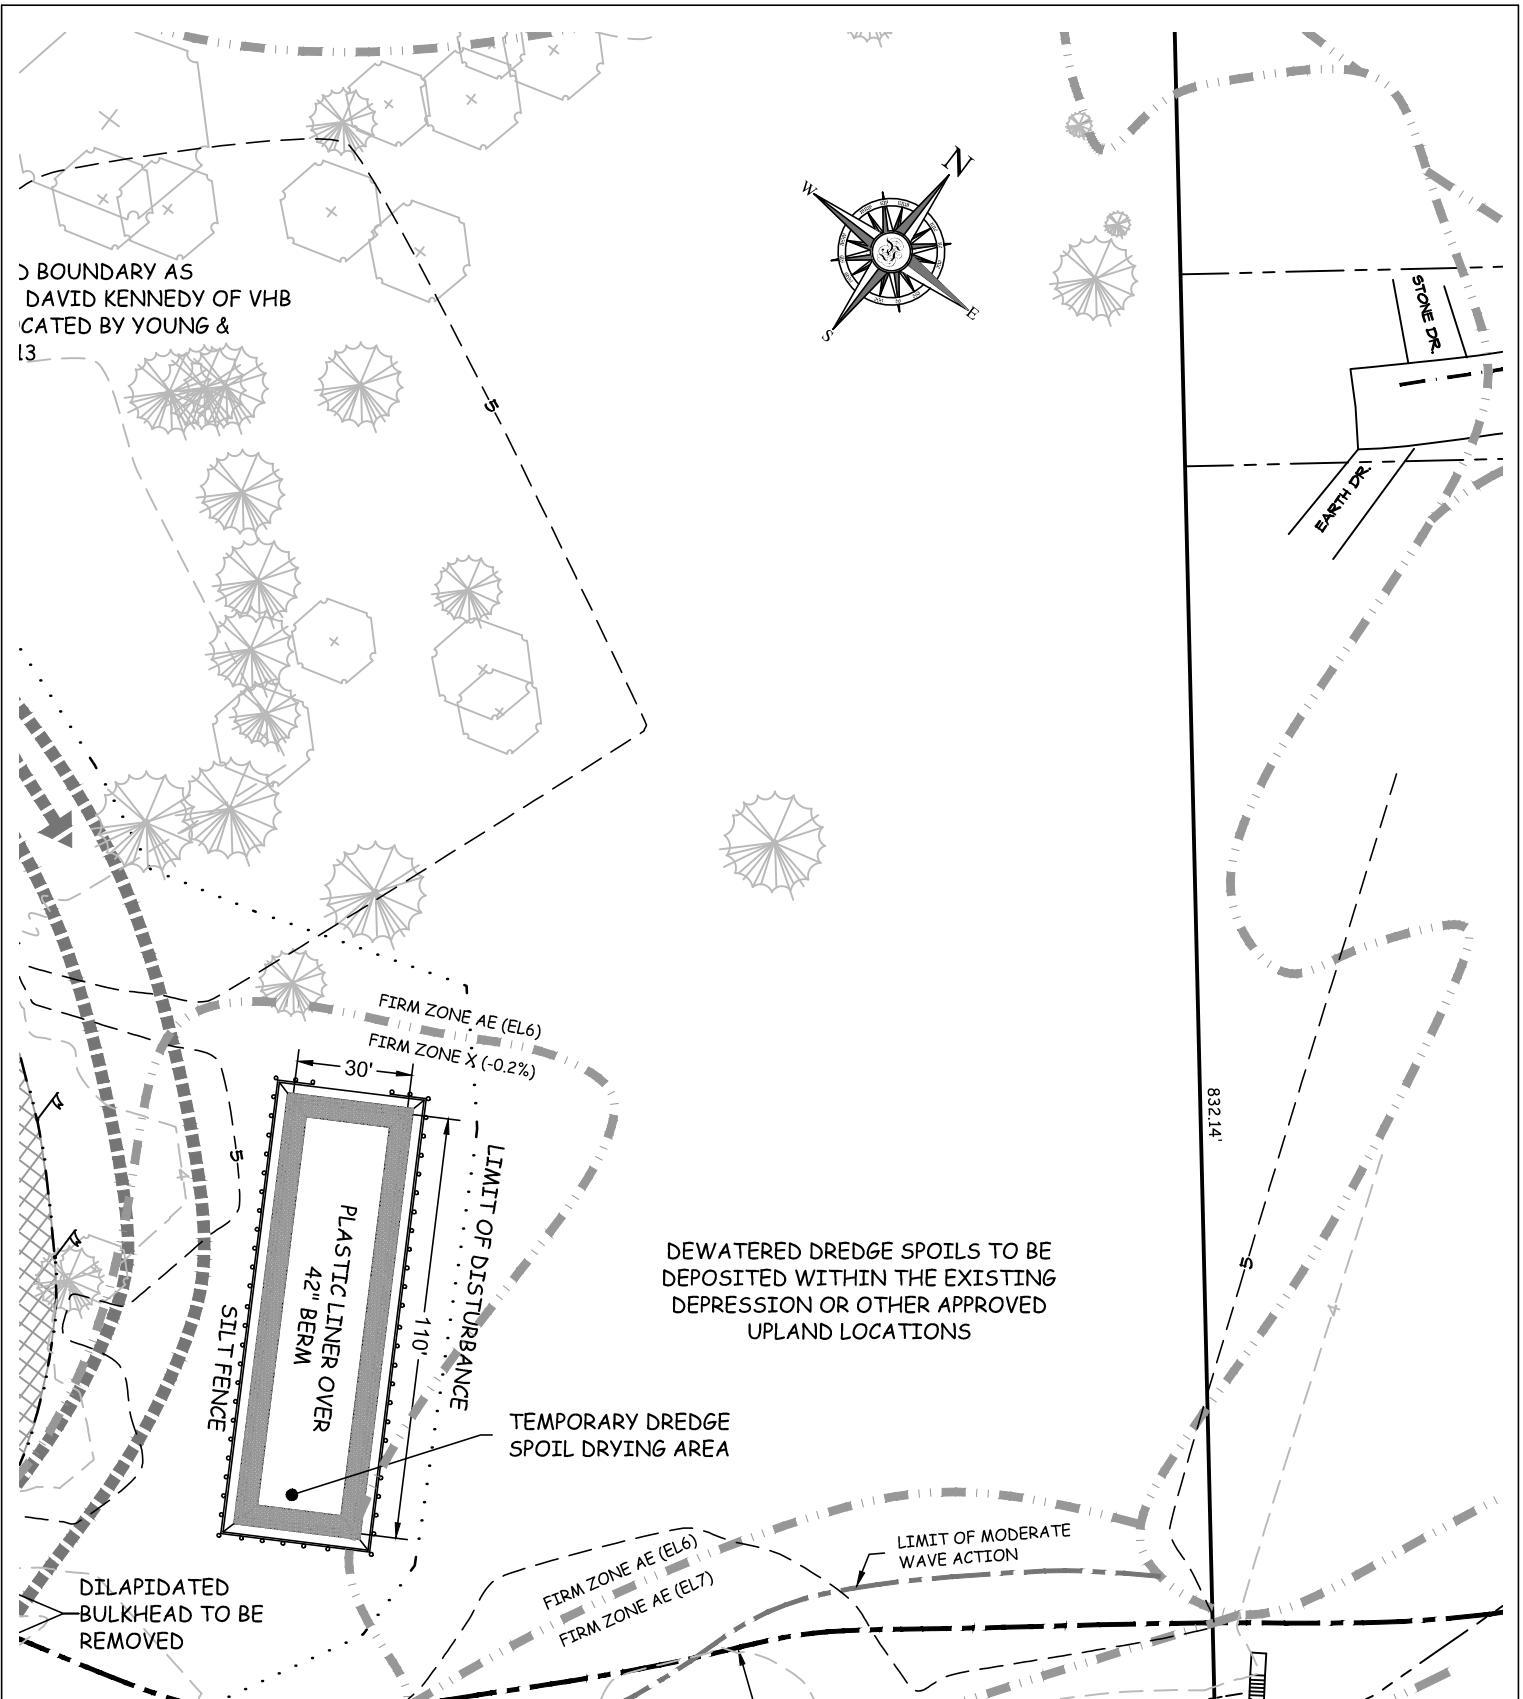 N
W
E
S
D BOUNDARY AS
DAVID KENNEDY OF VHB
CATED BY YOUNG &
13
STONE DR.
EARTH DR.
5
FIRM ZONE AE (EL6)
FIRM ZONE X (-0.2%)
30'
832.14'
5
4
LIMIT OF DISTURBANCE
PLASTIC LINER OVER
42" BERM
110'
SILT FENCE
DEWATERED DREDGE SPOILS TO BE
DEPOSITED WITHIN THE EXISTING
DEPRESSION OR OTHER APPROVED
UPLAND LOCATIONS
5
4
TEMPORARY DREDGE
SPOIL DRYING AREA
LIMIT OF MODERATE
WAVE ACTION
FIRM ZONE AE (EL6)
FIRM ZONE AE (EL7)
DILAPIDATED
BULKHEAD TO BE
REMOVED